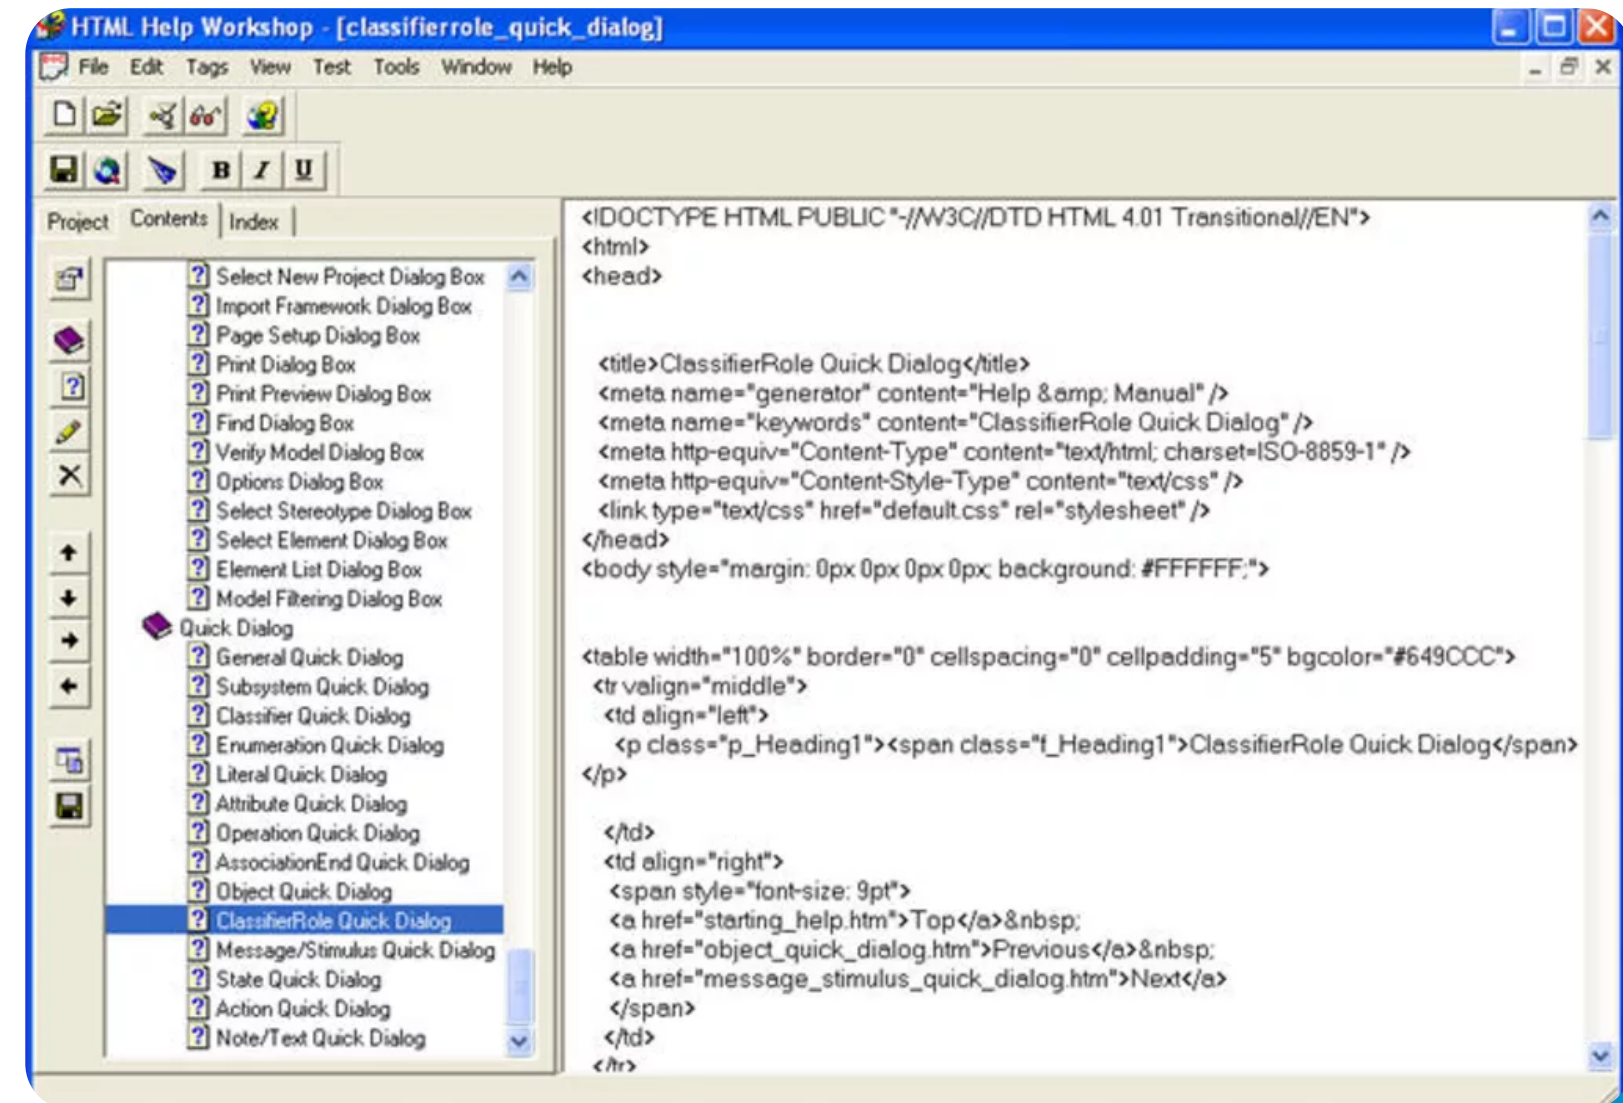 HTML Help Workshop - [classifierrole_quick_dialog]
File Edit Tags View Test Tools Window Help
B I U
Project Contents Index
Select New Project Dialog Box
Import Framework Dialog Box
Page Setup Dialog Box
Print Dialog Box
Print Preview Dialog Box
Find Dialog Box
Verify Model Dialog Box
Options Dialog Box
Select Stereotype Dialog Box
Select Element Dialog Box
Element List Dialog Box
Model Filtering Dialog Box
Quick Dialog
General Quick Dialog
Subsystem Quick Dialog
Classifier Quick Dialog
Enumeration Quick Dialog
Literal Quick Dialog
Attribute Quick Dialog
Operation Quick Dialog
AssociationEnd Quick Dialog
Object Quick Dialog
ClassifierRole Quick Dialog
Message/Stimulus Quick Dialog
State Quick Dialog
Action Quick Dialog
Note/Text Quick Dialog
<!DOCTYPE HTML PUBLIC "-//W3C//DTD HTML 4.01 Transitional//EN">
<html>
<head>
<title>ClassifierRole Quick Dialog</title>
<meta name="generator" content="Help &amp; Manual" />
<meta name="keywords" content="ClassifierRole Quick Dialog" />
<meta http-equiv="Content-Type" content="text/html; charset=ISO-8859-1" />
<meta http-equiv="Content-Style-Type" content="text/css" />
<link type="text/css" href="default.css" rel="stylesheet" />
</head>
<body style="margin: 0px 0px 0px 0px; background: #FFFFFF;">
<table width="100%" border="0" cellspacing="0" cellpadding="5" bgcolor="#649CCC">
<tr valign="middle">
<td align="left">
<p class="p_Heading1"><span class="f_Heading1">ClassifierRole Quick Dialog</span>
</p>
</td>
<td align="right">
<span style="font-size: 9pt">
<a href="starting_help.htm">Top</a>&nbsp;
<a href="object_quick_dialog.htm">Previous</a>&nbsp;
<a href="message_stimulus_quick_dialog.htm">Next</a>
</span>
</td>
</tr>